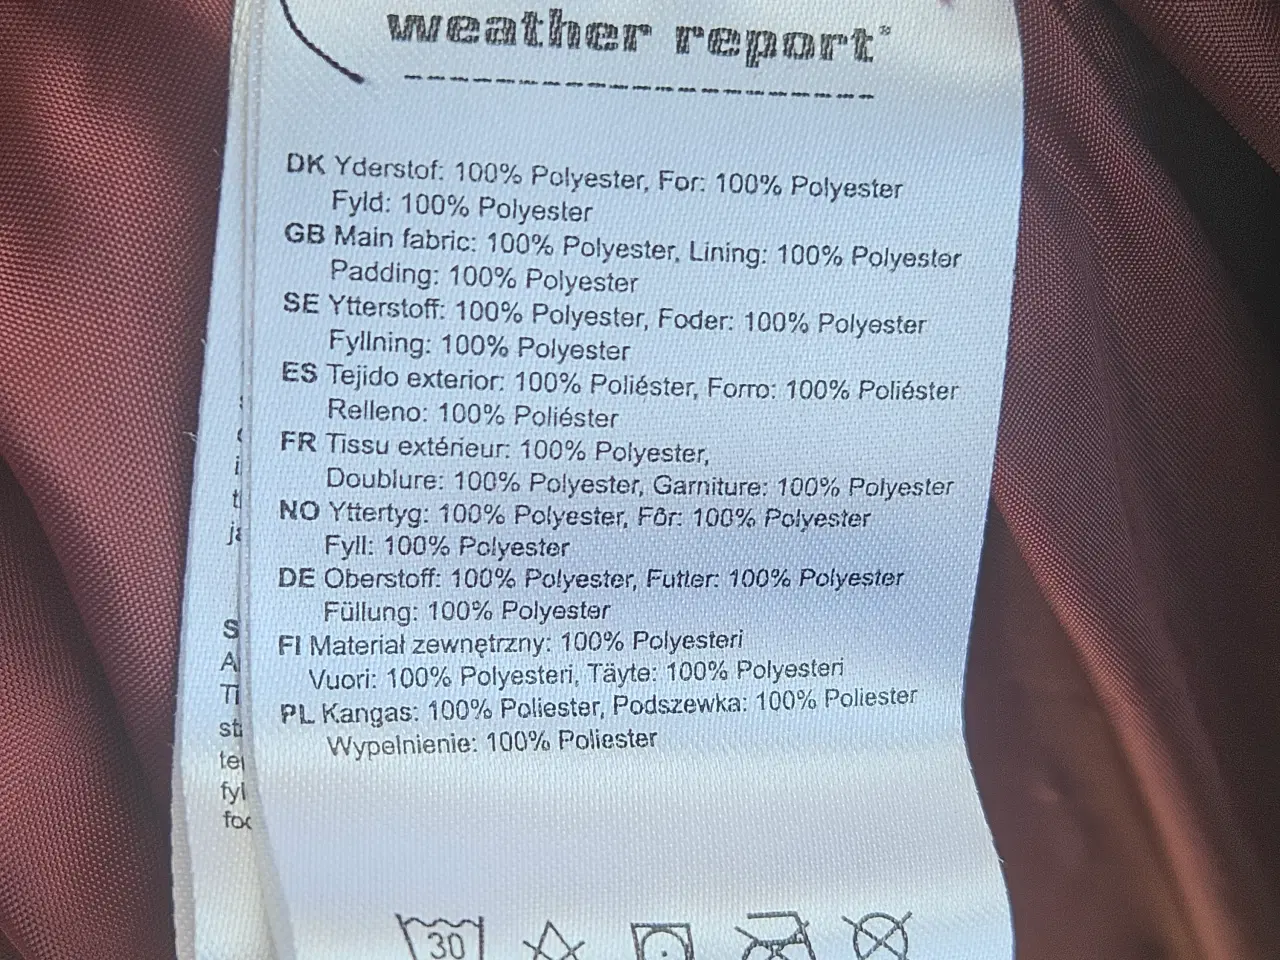 weather report®
DK Yderstof: 100% Polyester, For: 100% Polyester
Fyld: 100% Polyester
GB Main fabric: 100% Polyester, Lining: 100% Polyester
Padding: 100% Polyester
SE Ytterstoff: 100% Polyester, Foder: 100% Polyester
Fyllning: 100% Polyester
ES Tejido exterior: 100% Poliéster, Forro: 100% Poliéster
Relleno: 100% Poliéster
FR Tissu extérieur: 100% Polyester,
Doublure: 100% Polyester, Garniture: 100% Polyester
NO Yttertyg: 100% Polyester, Fôr: 100% Polyester
Fyll: 100% Polyester
DE Oberstoff: 100% Polyester, Futter: 100% Polyester
Füllung: 100% Polyester
FI Materiał zewnętrzny: 100% Polyesteri
Vuori: 100% Polyesteri, Täyte: 100% Polyesteri
PL Kangas: 100% Poliester, Podszewka: 100% Poliester
Wypelnienie: 100% Poliester
30